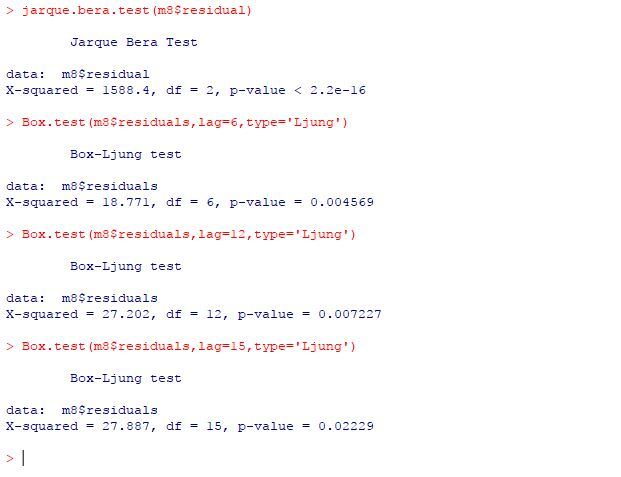 > jarque.bera.test(m8$residual)
Jarque Bera Test
data:  m8$residual
X-squared = 1588.4, df = 2, p-value < 2.2e-16
> Box.test(m8$residuals,lag=6,type='Ljung')
Box-Ljung test
data:  m8$residuals
X-squared = 18.771, df = 6, p-value = 0.004569
> Box.test(m8$residuals,lag=12,type='Ljung')
Box-Ljung test
data:  m8$residuals
X-squared = 27.202, df = 12, p-value = 0.007227
> Box.test(m8$residuals,lag=15,type='Ljung')
Box-Ljung test
data:  m8$residuals
X-squared = 27.887, df = 15, p-value = 0.02229
>